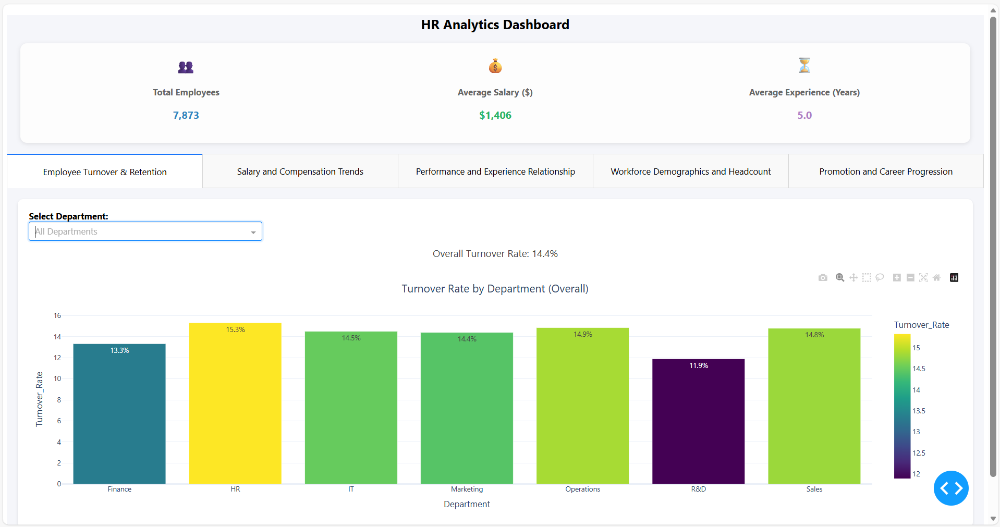 HR Analytics Dashboard
Total Employees
7,873
Average Salary ($)
$1,406
Average Experience (Years)
5.0
Employee Turnover & Retention
Salary and Compensation Trends
Performance and Experience Relationship
Workforce Demographics and Headcount
Promotion and Career Progression
Select Department:
All Departments
Overall Turnover Rate: 14.4%
Turnover Rate by Department (Overall)
16
14
12
10
8
6
4
2
0
Turnover_Rate
13.3%
15.3%
14.5%
14.4%
14.9%
11.9%
14.8%
Finance
HR
IT
Marketing
Operations
R&D
Sales
Department
Turnover_Rate
15
14.5
14
13.5
13
12.5
12